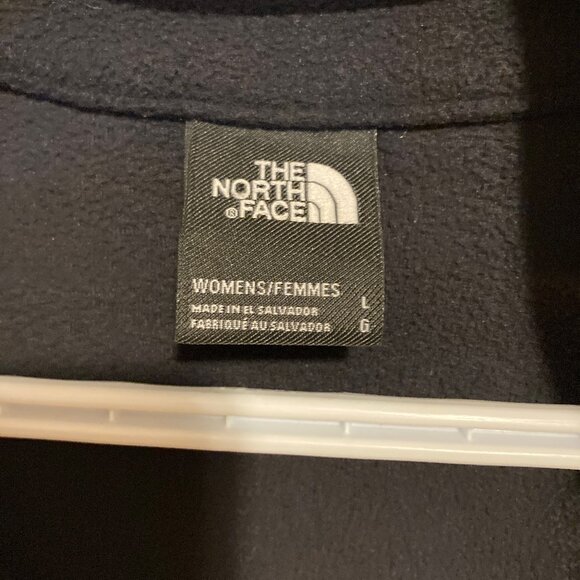 THE
NORTH
®FACE
WOMENS/FEMMES L
MADE IN EL SALVADOR
FABRIQUÉ AU SALVADOR G